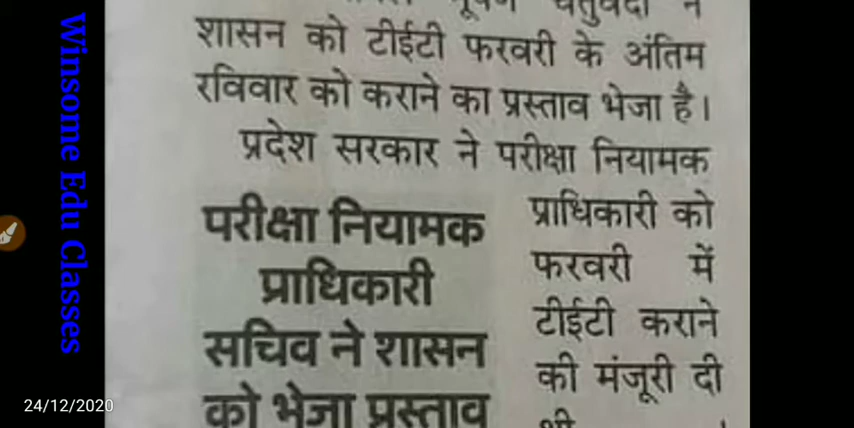 Winsome Edu Classes
शासन को टीईटी फरवरी के अंतिम
रविवार को कराने का प्रस्ताव भेजा है।
प्रदेश सरकार ने परीक्षा नियामक
परीक्षा नियामक
प्राधिकारी
सचिव ने शासन
को भेजा प्रस्ताव
प्राधिकारी को
फरवरी में
टीईटी कराने
की मंजूरी दी
24/12/2020